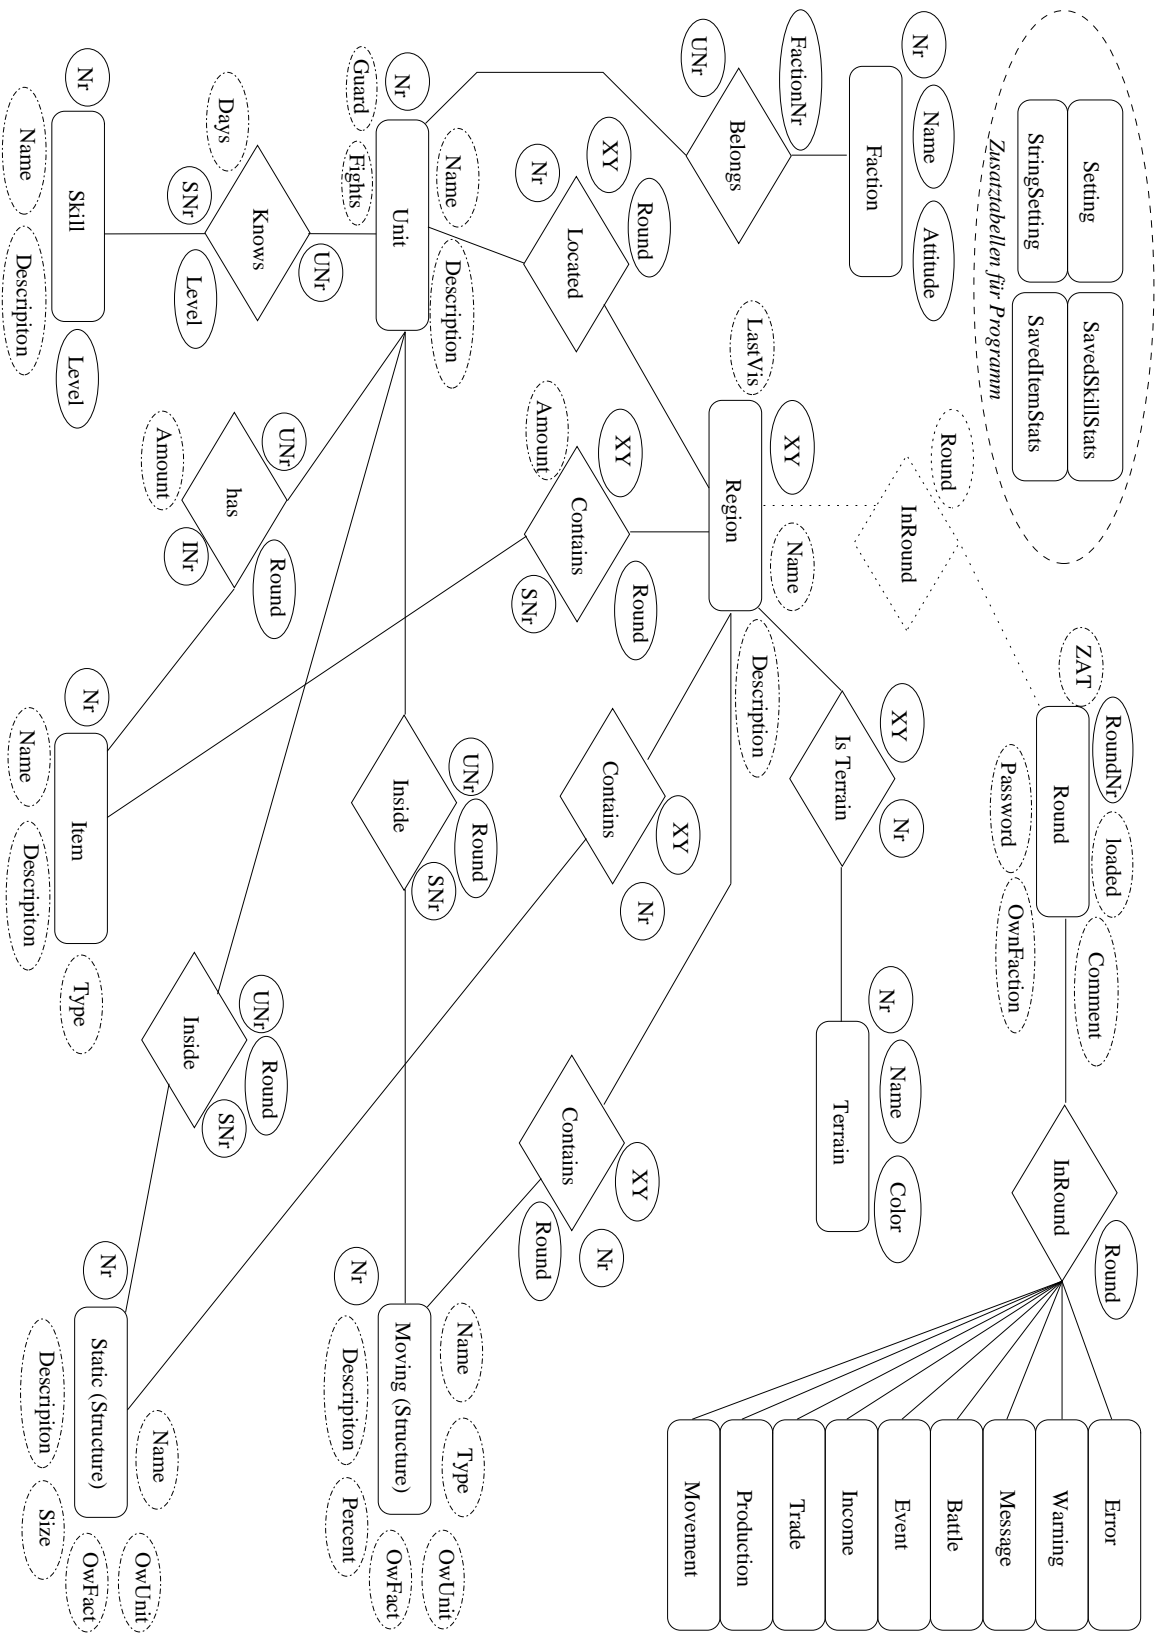 Setting
SavedSkillStats
StringSetting
SavedItemStats
Zusatztabellen für Programm
Nr
Name
Attitude
Faction
FactionNr
UNr
Belongs
Round
InRound
ZAT
RoundNr
loaded
Comment
Round
Password
OwnFaction
InRound
Round
Error
Warning
Message
Battle
Event
Income
Trade
Production
Movement
XY
Name
LastVis
Region
Description
XY
Nr
Is Terrain
Nr
Name
Color
Terrain
XY
Round
Nr
Located
XY
Round
Amount
Contains
SNr
XY
Contains
Nr
XY
Contains
Nr
Round
Name
Description
Nr
Unit
Guard
Fights
UNr
Round
Inside
SNr
Name
Type
Nr
Moving (Structure)
OwUnit
Descripiton
Percent
OwFact
UNr
Days
Knows
SNr
Level
UNr
Round
has
Amount
INr
UNr
Round
Inside
SNr
Nr
Skill
Level
Name
Descripiton
Nr
Item
Type
Name
Descripiton
Nr
Name
OwUnit
Static (Structure)
OwFact
Descripiton
Size